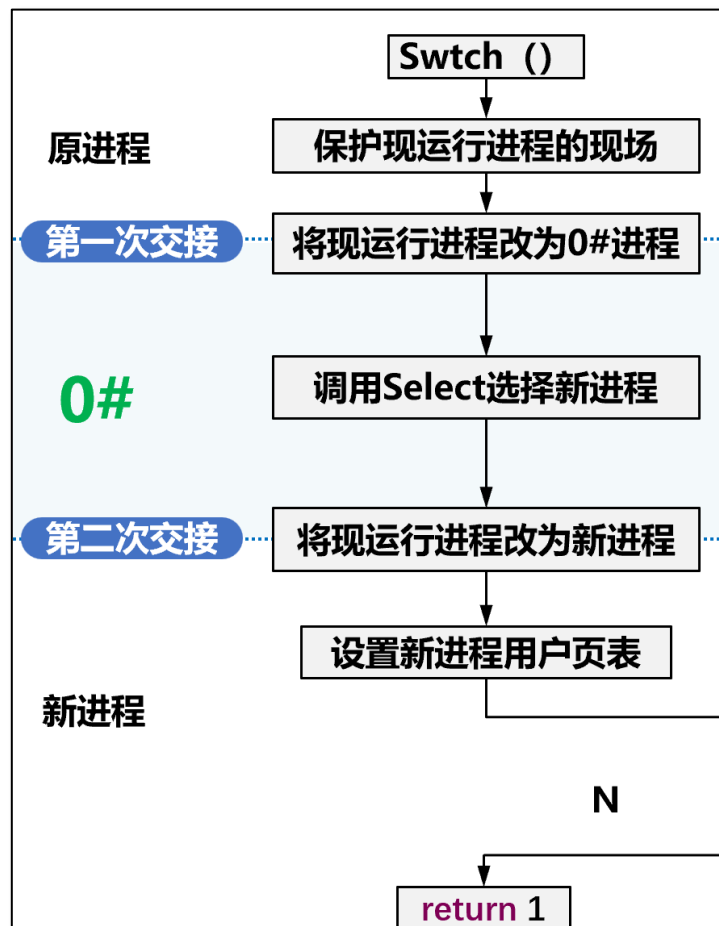 Swtch（）
原进程
保护现运行进程的现场
第一次交接
将现运行进程改为0#进程
0#
调用Select选择新进程
第二次交接
将现运行进程改为新进程
设置新进程用户页表
新进程
N
return 1